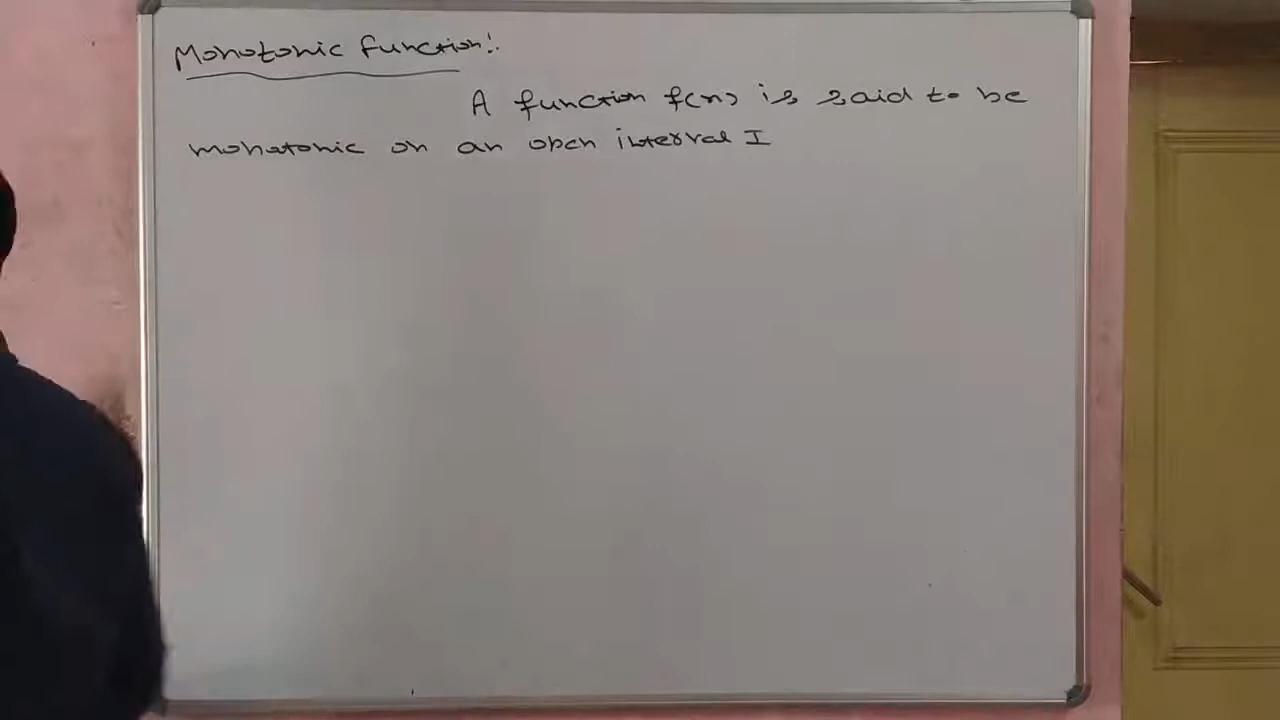 Monotonic function:
A function f(x) is said to be
monotonic on an open interval I